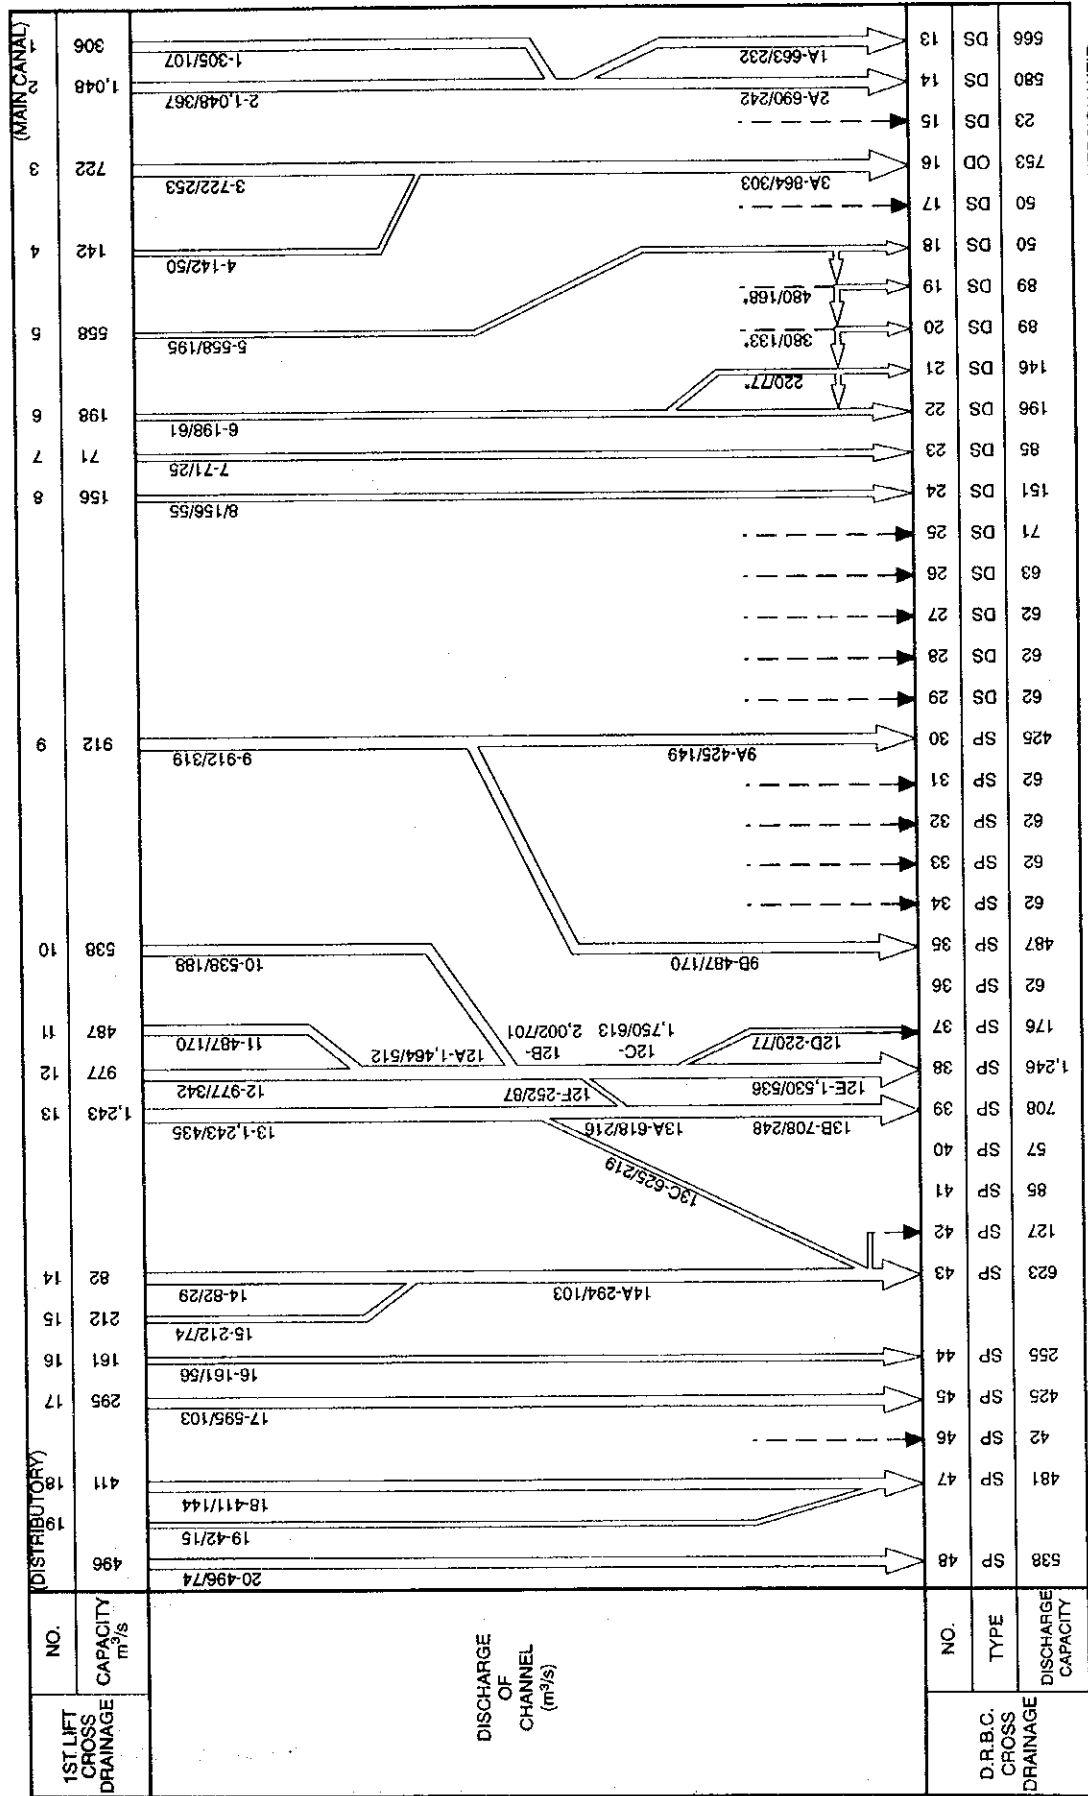 (MAIN CANAL)
1 306 1-305/107 1A-663/232 13 DS 566
2 1,048 2-1,048/367 2A-690/242 14 DS 580
15 DS 23
3 722 3-722/253 3A-864/303 16 OD 753
17 DS 50
4 142 4-142/50 18 DS 50
480/168* 19 DS 89
5 558 5-558/195 380/133* 20 DS 89
220/77* 21 DS 146
6 198 6-198/61 22 DS 196
7 71 7-71/25 23 DS 85
8 156 8/156/55 24 DS 151
25 DS 71
26 DS 63
27 DS 62
28 DS 62
29 DS 62
9 912 9-912/319 9A-425/149 30 SP 425
31 SP 62
32 SP 62
33 SP 62
34 SP 62
10 538 10-538/188 9B-487/170 35 SP 487
36 SP 62
11 487 11-487/170 12A-1,464/512 12B-2,002/701 12C-1,750/613 12D-220/77 37 SP 176
12 977 12-977/342 12F-252/87 12E-1,530/536 38 SP 1,246
13 1,243 13-1,243/435 13A-618/216 13B-708/248 39 SP 708
40 SP 57
13C-625/219 41 SP 85
42 SP 127
14 82 14-82/29 14A-294/103 43 SP 623
15 212 15-212/74
16 161 16-161/56 44 SP 255
17 295 17-595/103 45 SP 425
46 SP 42
18 411 18-411/144 47 SP 481
19 19-42/15
(DISTRIBUTORY)
496 20-496/74 48 SP 538
NO.
CAPACITY
m³/s
1ST. LIFT
CROSS
DRAINAGE
DISCHARGE
OF
CHANNEL
(m³/s)
NO.
TYPE
DISCHARGE
CAPACITY
D.R.B.C.
CROSS
DRAINAGE